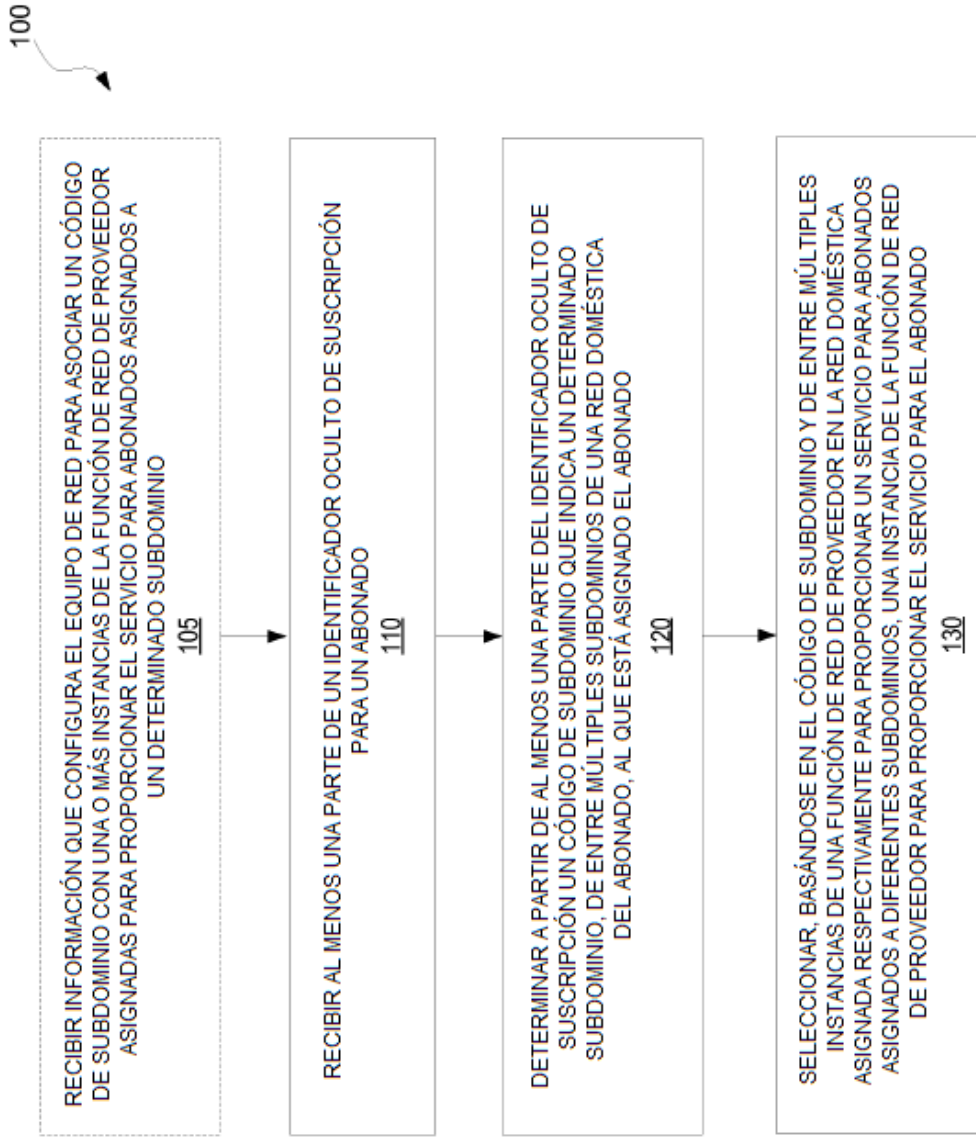 100
RECIBIR INFORMACIÓN QUE CONFIGURA EL EQUIPO DE RED PARA ASOCIAR UN CÓDIGO
DE SUBDOMINIO CON UNA O MÁS INSTANCIAS DE LA FUNCIÓN DE RED DE PROVEEDOR
ASIGNADAS PARA PROPORCIONAR EL SERVICIO PARA ABONADOS ASIGNADOS A
UN DETERMINADO SUBDOMINIO
105
RECIBIR AL MENOS UNA PARTE DE UN IDENTIFICADOR OCULTO DE SUSCRIPCIÓN
PARA UN ABONADO
110
DETERMINAR A PARTIR DE AL MENOS UNA PARTE DEL IDENTIFICADOR OCULTO DE
SUSCRIPCIÓN UN CÓDIGO DE SUBDOMINIO QUE INDICA UN DETERMINADO
SUBDOMINIO, DE ENTRE MÚLTIPLES SUBDOMINIOS DE UNA RED DOMÉSTICA
DEL ABONADO, AL QUE ESTÁ ASIGNADO EL ABONADO
120
SELECCIONAR, BASÁNDOSE EN EL CÓDIGO DE SUBDOMINIO Y DE ENTRE MÚLTIPLES
INSTANCIAS DE UNA FUNCIÓN DE RED DE PROVEEDOR EN LA RED DOMÉSTICA
ASIGNADA RESPECTIVAMENTE PARA PROPORCIONAR UN SERVICIO PARA ABONADOS
ASIGNADOS A DIFERENTES SUBDOMINIOS, UNA INSTANCIA DE LA FUNCIÓN DE RED
DE PROVEEDOR PARA PROPORCIONAR EL SERVICIO PARA EL ABONADO
130